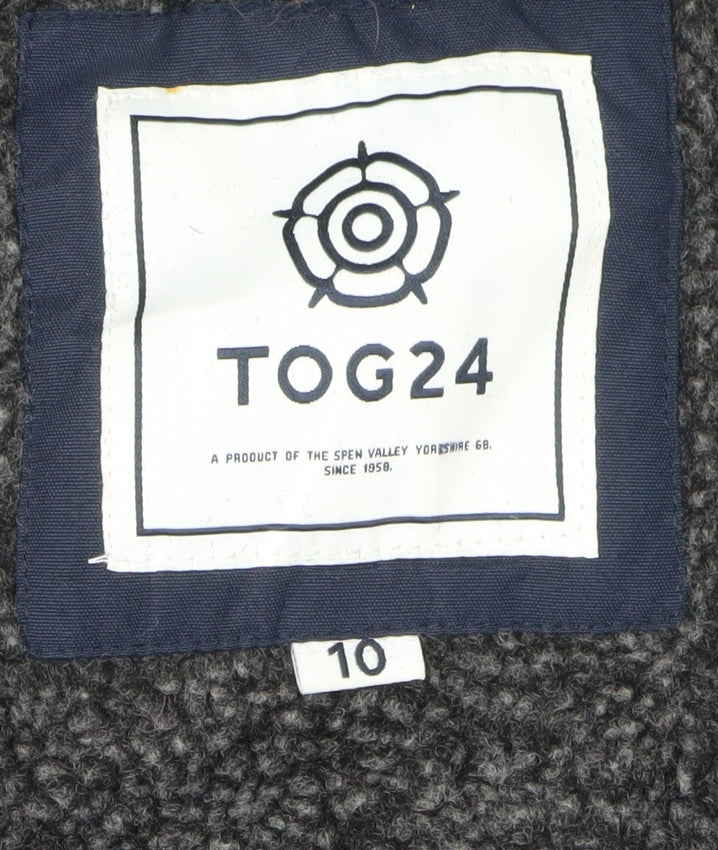 TOG24
A PRODUCT OF THE SPEN VALLEY YORKSHIRE GB.
SINCE 1958.
10